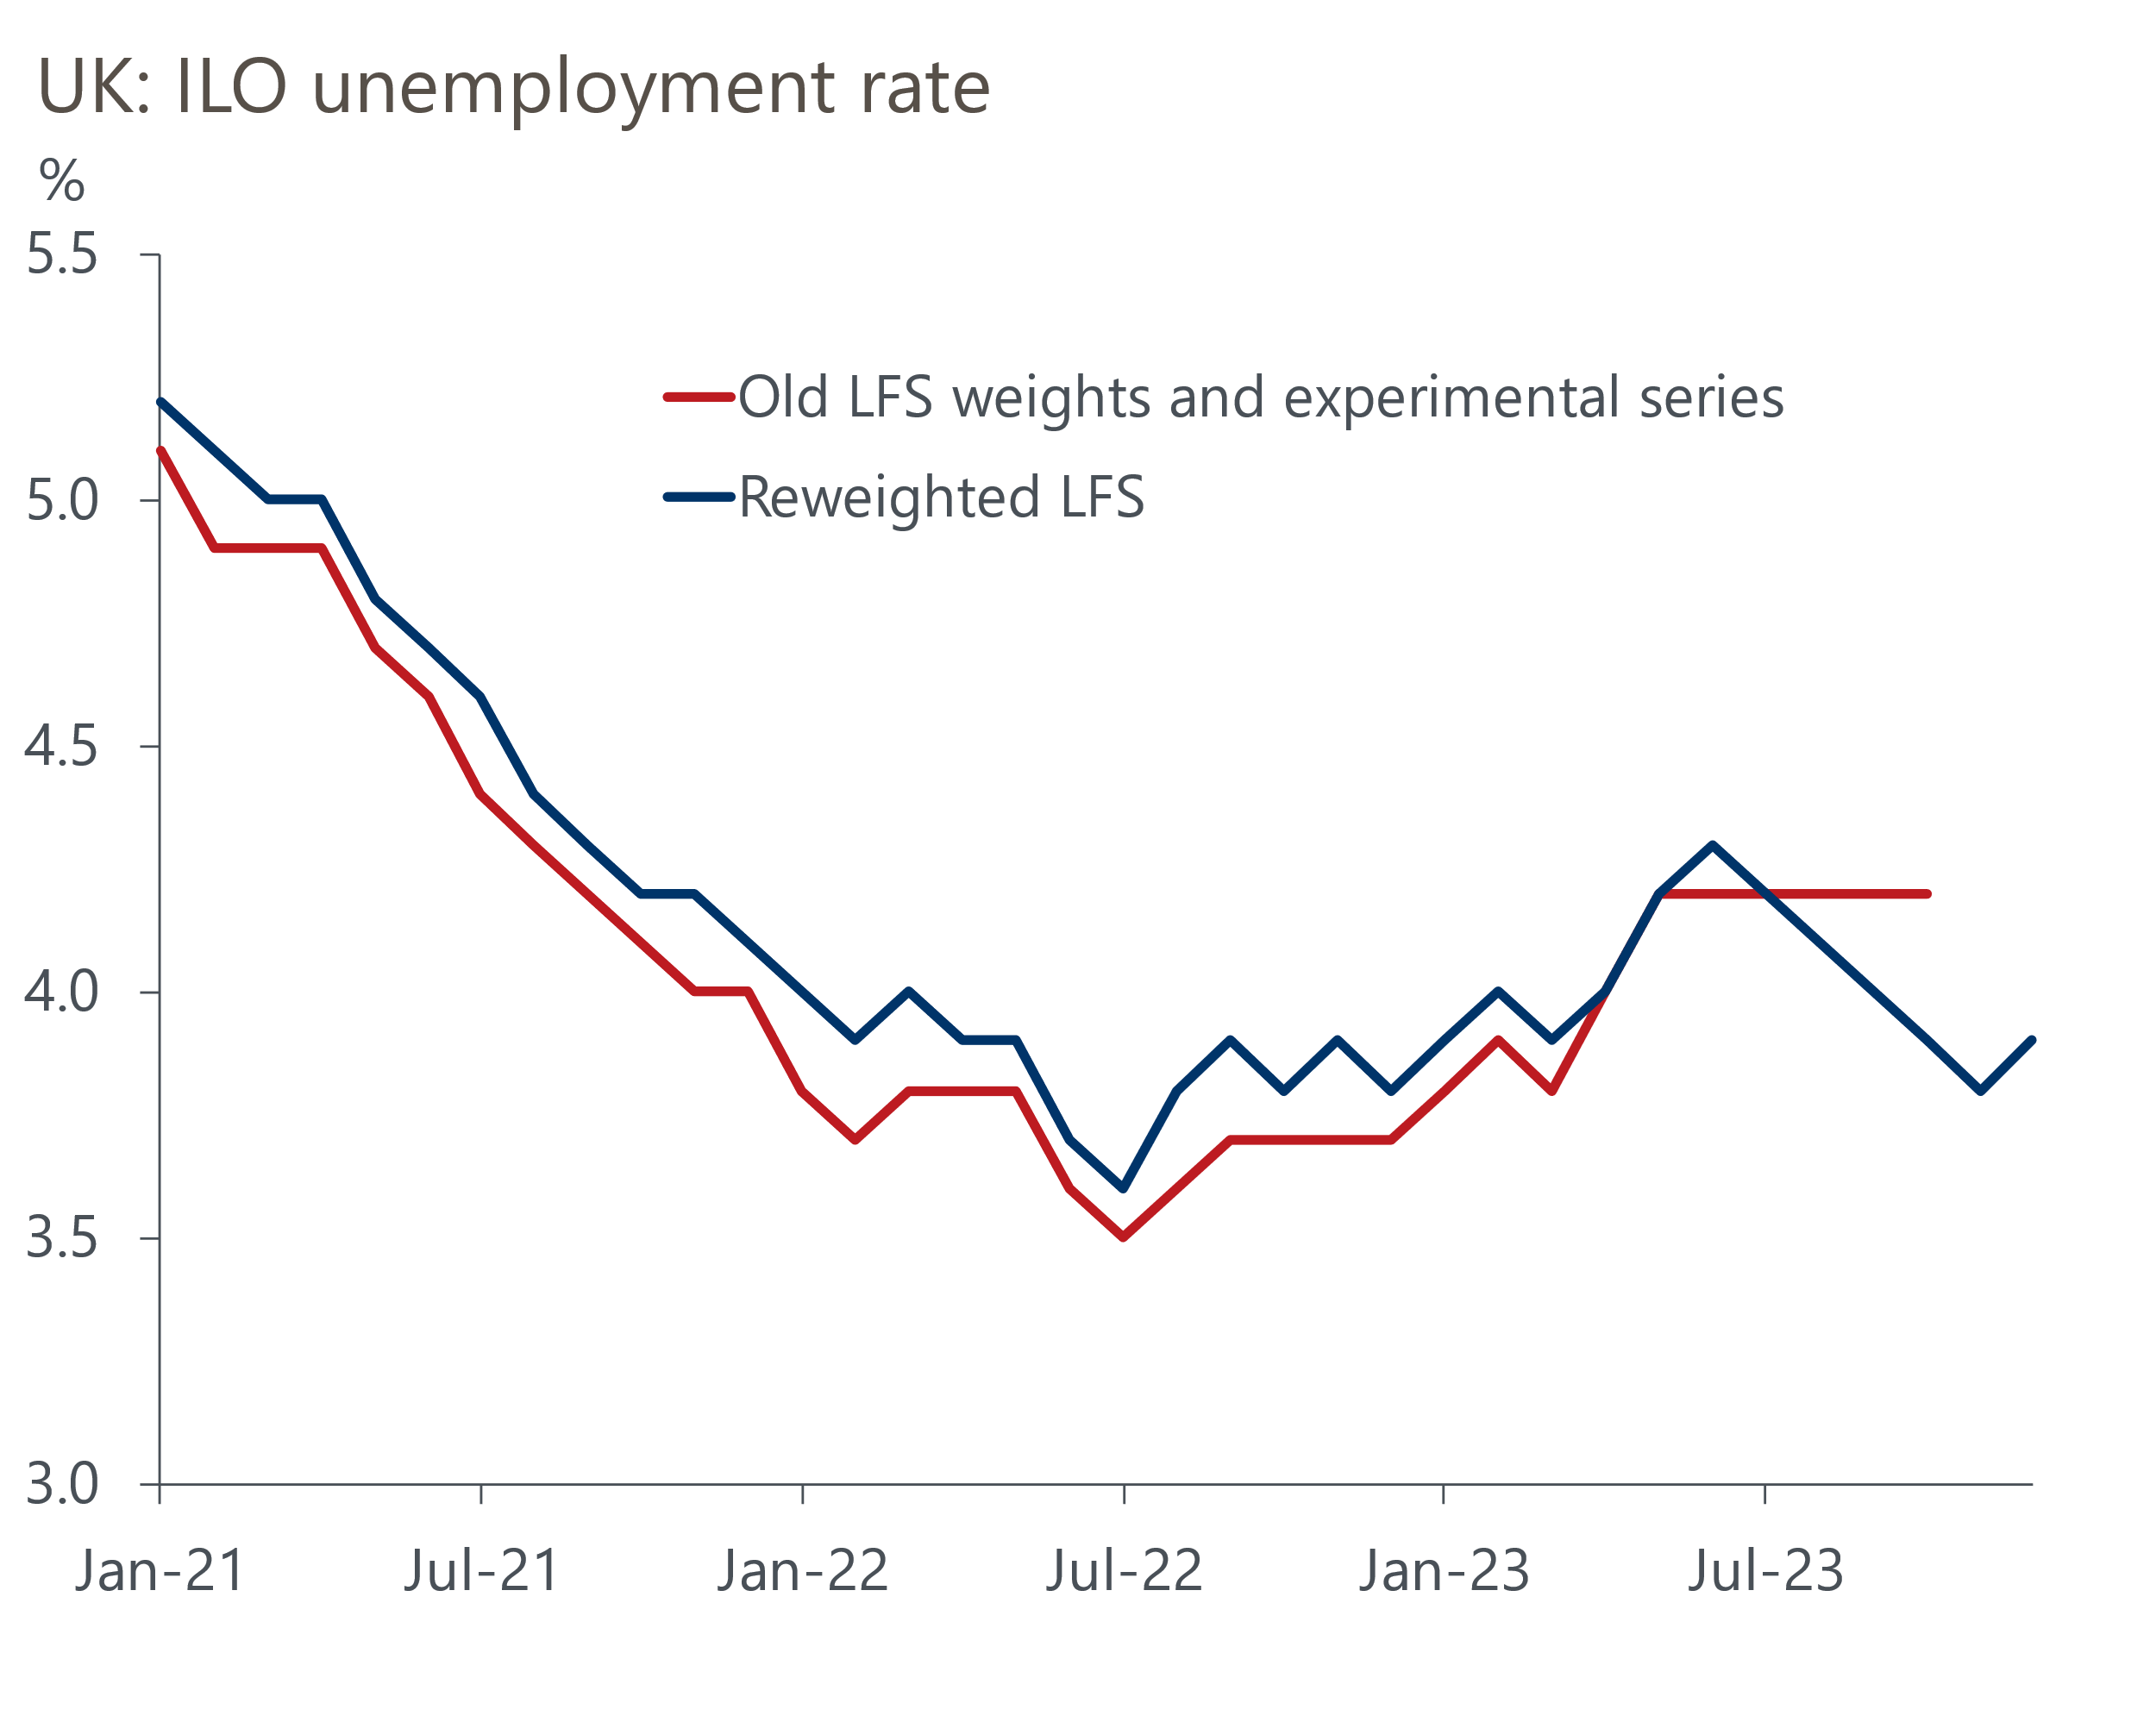 UK: ILO unemployment rate
%
5.5
Old LFS weights and experimental series
5.0
Reweighted LFS
4.5
4.0
3.5
3.0
Jan-21 Jul-21 Jan-22 Jul-22 Jan-23 Jul-23